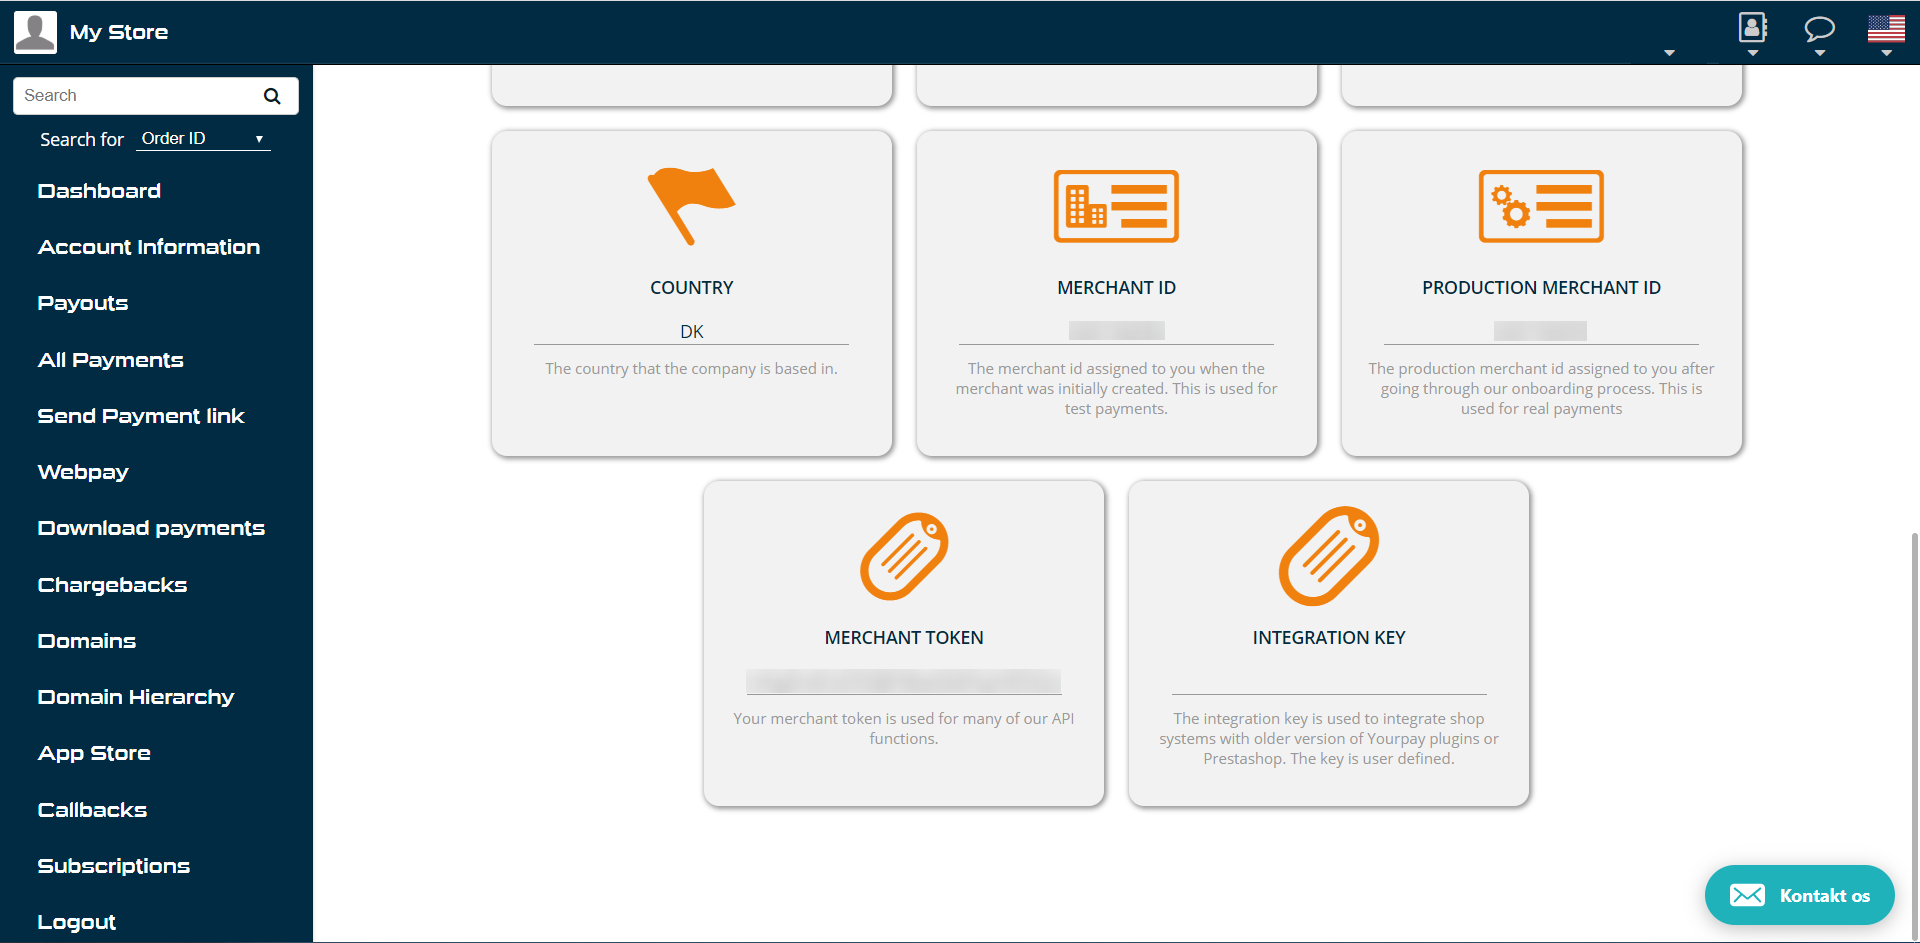 My Store
Search
Search for Order ID
Dashboard
Account Information
Payouts
All Payments
Send Payment link
Webpay
Download payments
Chargebacks
Domains
Domain Hierarchy
App Store
Callbacks
Subscriptions
Logout
COUNTRY
DK
The country that the company is based in.
MERCHANT ID
The merchant id assigned to you when the
merchant was initially created. This is used for
test payments.
PRODUCTION MERCHANT ID
The production merchant id assigned to you after
going through our onboarding process. This is
used for real payments
MERCHANT TOKEN
Your merchant token is used for many of our API
functions.
INTEGRATION KEY
The integration key is used to integrate shop
systems with older version of Yourpay plugins or
Prestashop. The key is user defined.
Kontakt os